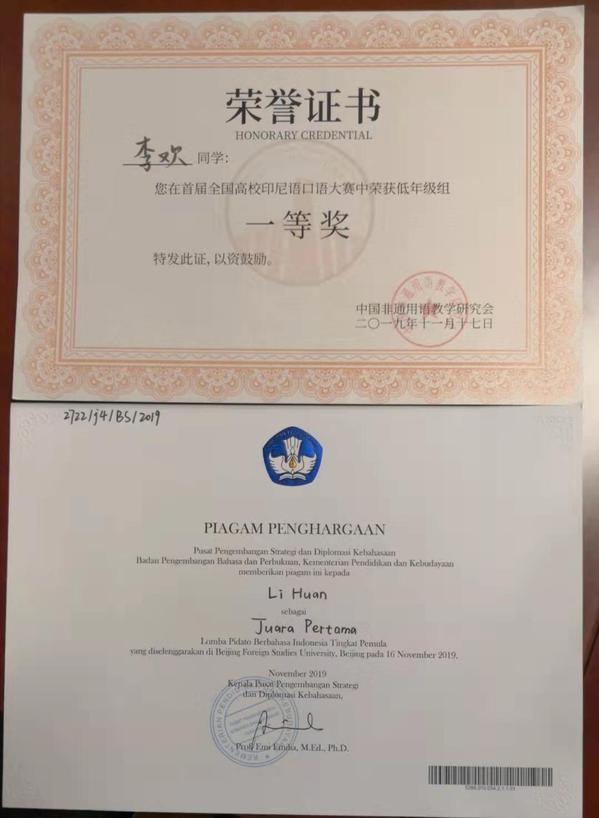 荣誉证书
HONORARY CREDENTIAL
李欢 同学：
您在首届全国高校印尼语口语大赛中荣获低年级组
一等奖
特发此证，以资鼓励。
中国非通用语教学研究会
二〇一九年十一月十七日
2722/J4/BS/2019
PIAGAM PENGHARGAAN
Pusat Pengembangan Strategi dan Diplomasi Kebahasaan
Badan Pengembangan Bahasa dan Perbukuan, Kementerian Pendidikan dan Kebudayaan
memberikan piagam ini kepada
Li Huan
sebagai
Juara Pertama
Lomba Pidato Berbahasa Indonesia Tingkat Pemula
yang diselenggarakan di Beijing Foreign Studies University, Beijing pada 16 November 2019.
November 2019
Kepala Pusat Pengembangan Strategi
dan Diplomasi Kebahasaan,
Prof. Emi Emilia, M.Ed., Ph.D.